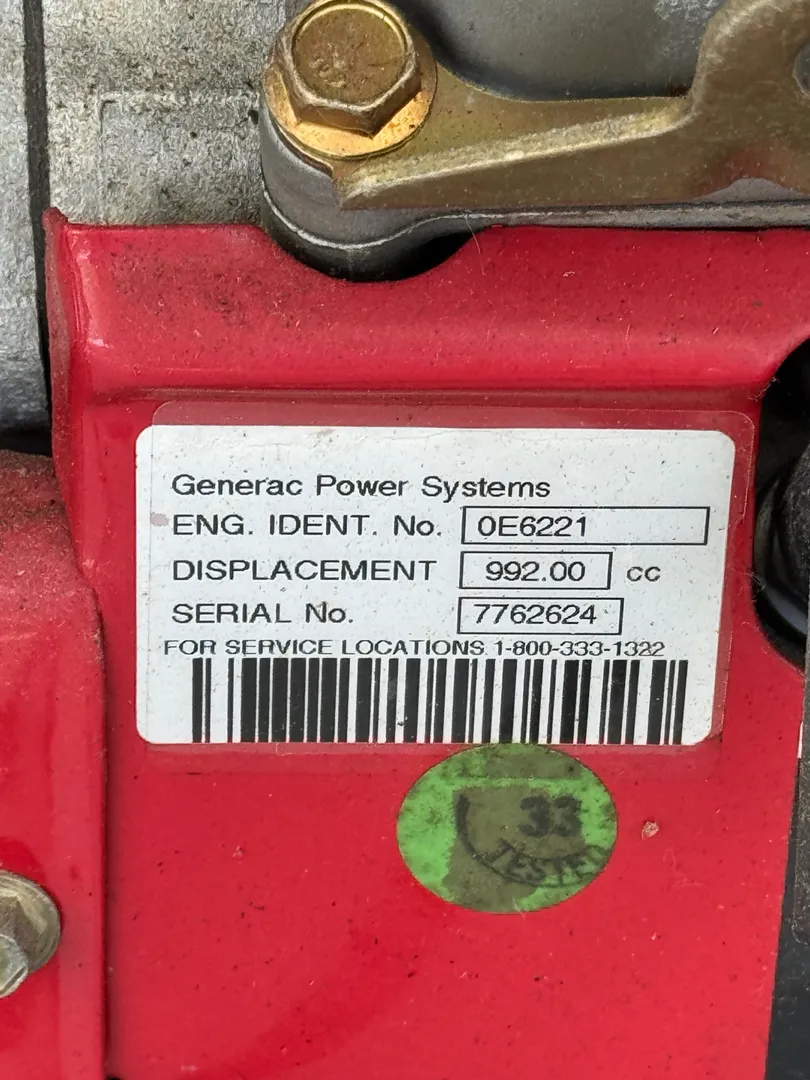 Generac Power Systems
ENG. IDENT. No. 0E6221
DISPLACEMENT 992.00 cc
SERIAL No. 7762624
FOR SERVICE LOCATIONS 1-800-333-1322
33
TESTED